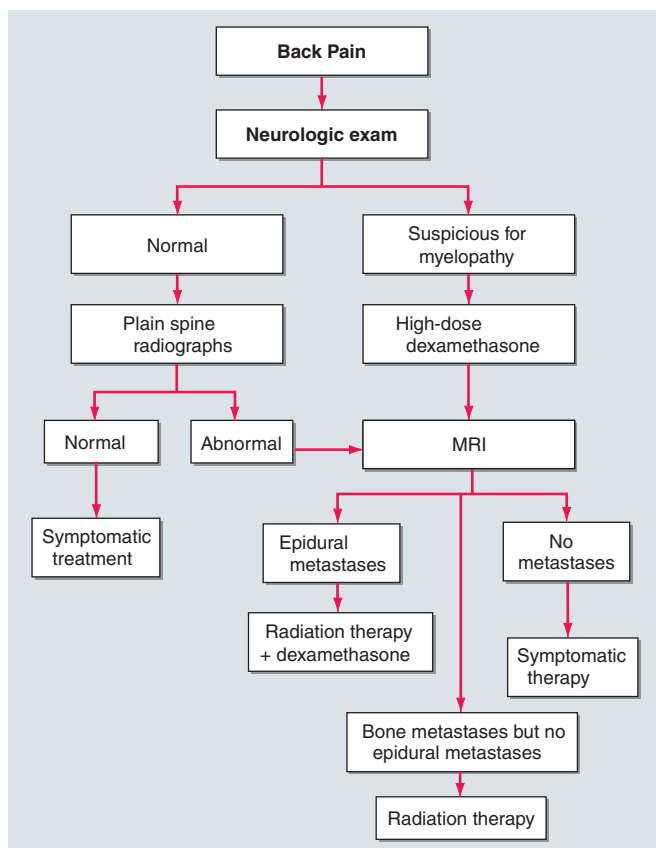 Back Pain
Neurologic exam
Normal
Suspicious for
myelopathy
Plain spine
radiographs
High-dose
dexamethasone
Normal
Abnormal
MRI
Symptomatic
treatment
Epidural
metastases
No
metastases
Radiation therapy
+ dexamethasone
Symptomatic
therapy
Bone metastases but no
epidural metastases
Radiation therapy